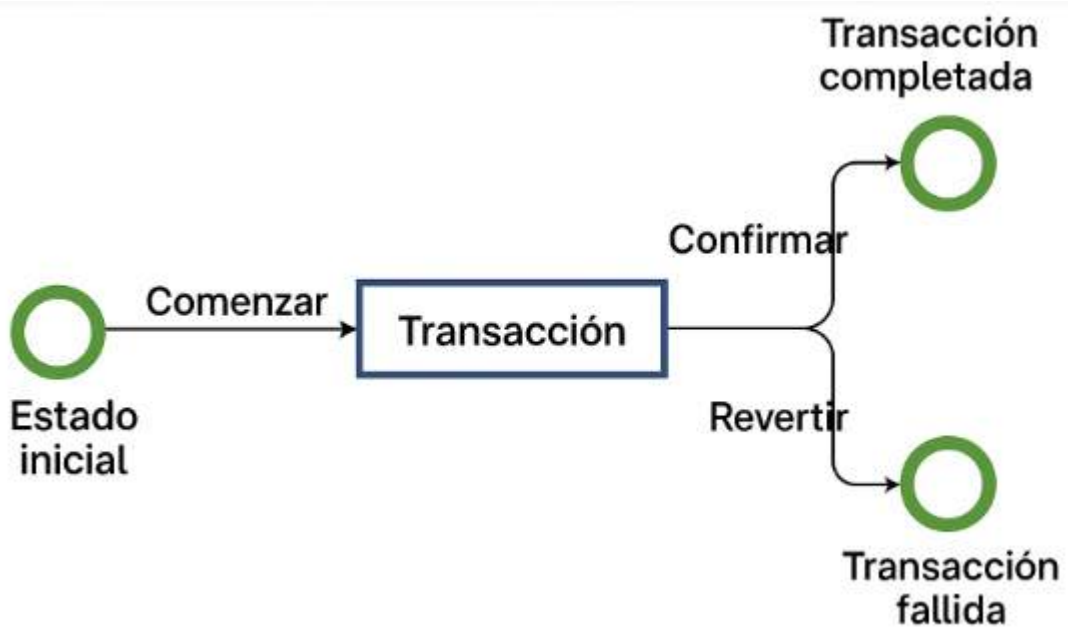 Transacción
completada
Confirmar
Comenzar
Transacción
Estado
inicial
Revertir
Transacción
fallida